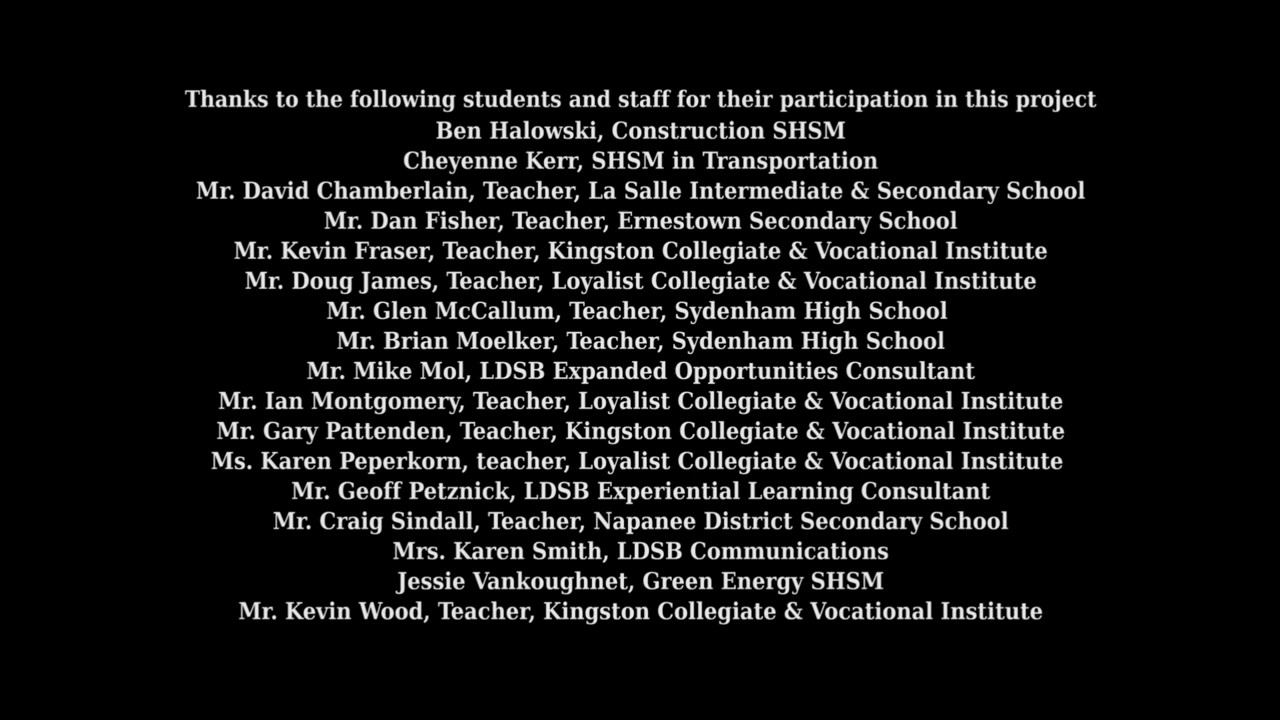 Thanks to the following students and staff for their participation in this project
Ben Halowski, Construction SHSM
Cheyenne Kerr, SHSM in Transportation
Mr. David Chamberlain, Teacher, La Salle Intermediate & Secondary School
Mr. Dan Fisher, Teacher, Ernestown Secondary School
Mr. Kevin Fraser, Teacher, Kingston Collegiate & Vocational Institute
Mr. Doug James, Teacher, Loyalist Collegiate & Vocational Institute
Mr. Glen McCallum, Teacher, Sydenham High School
Mr. Brian Moelker, Teacher, Sydenham High School
Mr. Mike Mol, LDSB Expanded Opportunities Consultant
Mr. Ian Montgomery, Teacher, Loyalist Collegiate & Vocational Institute
Mr. Gary Pattenden, Teacher, Kingston Collegiate & Vocational Institute
Ms. Karen Peperkorn, teacher, Loyalist Collegiate & Vocational Institute
Mr. Geoff Petznick, LDSB Experiential Learning Consultant
Mr. Craig Sindall, Teacher, Napanee District Secondary School
Mrs. Karen Smith, LDSB Communications
Jessie Vankoughnet, Green Energy SHSM
Mr. Kevin Wood, Teacher, Kingston Collegiate & Vocational Institute